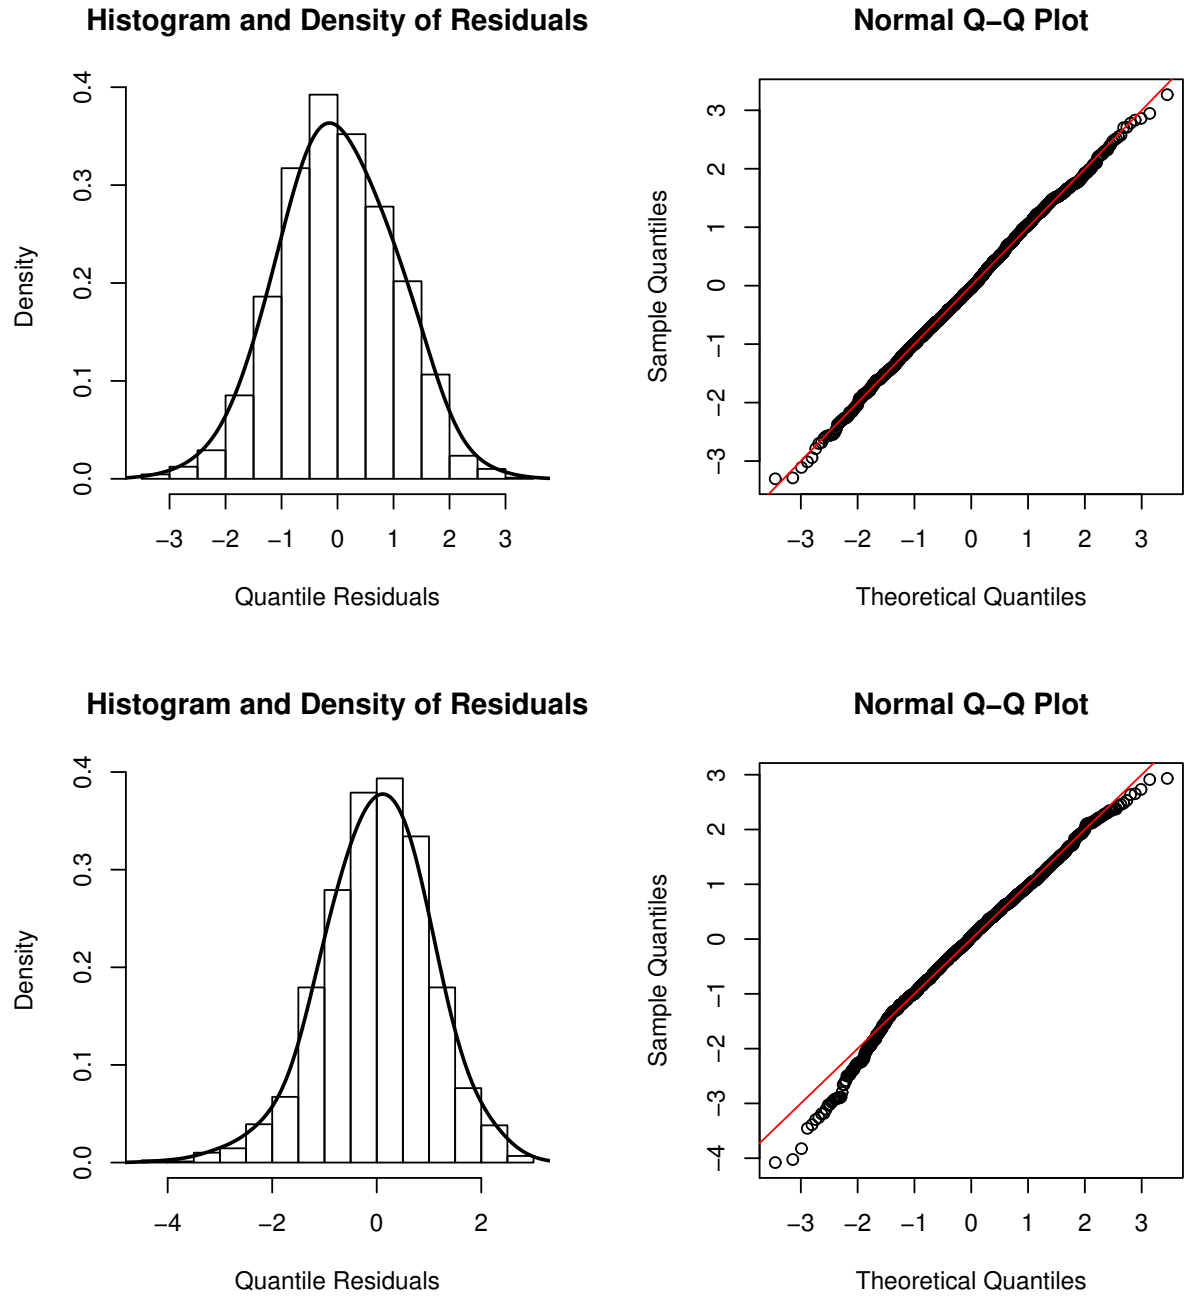 Histogram and Density of Residuals
Density
0.0 0.1 0.2 0.3 0.4
−3 −2 −1 0 1 2 3
Quantile Residuals
Normal Q−Q Plot
Sample Quantiles
−3 −2 −1 0 1 2 3
−3 −2 −1 0 1 2 3
Theoretical Quantiles
Histogram and Density of Residuals
Density
0.0 0.1 0.2 0.3 0.4
−4 −2 0 2
Quantile Residuals
Normal Q−Q Plot
Sample Quantiles
−4 −3 −2 −1 0 1 2 3
−3 −2 −1 0 1 2 3
Theoretical Quantiles